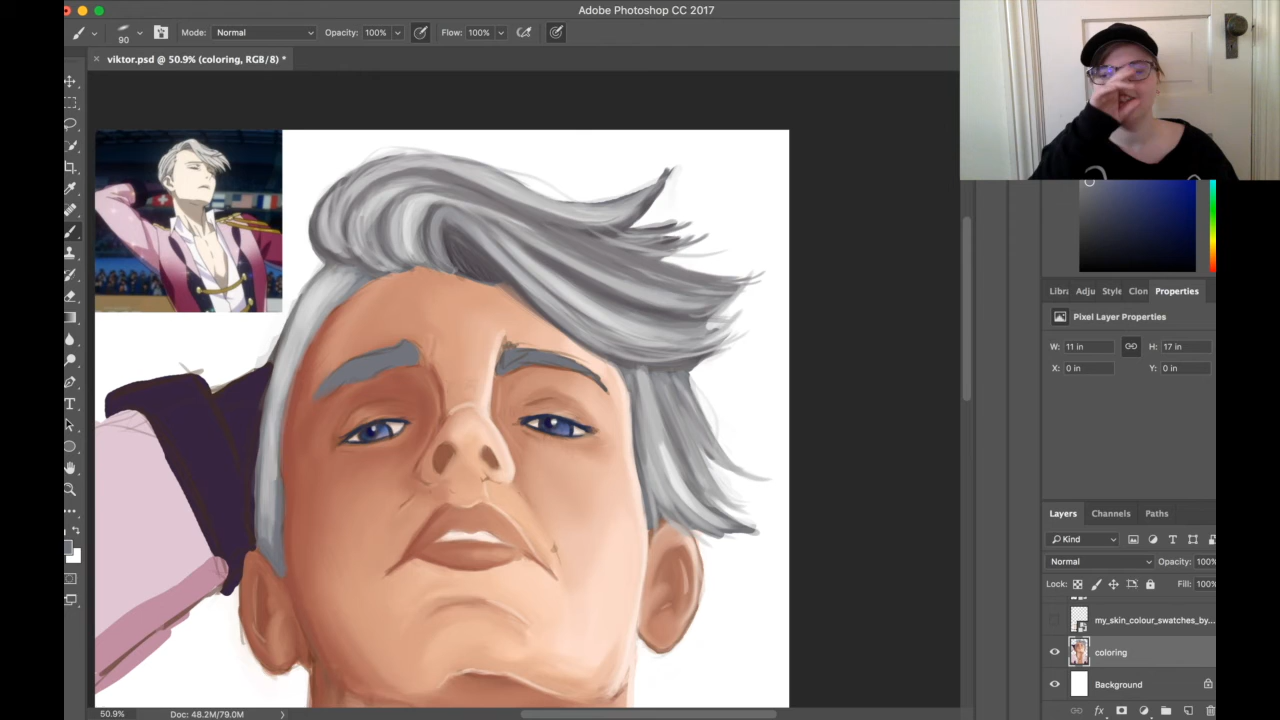 Adobe Photoshop CC 2017
90 Mode: Normal Opacity: 100% Flow: 100%
× viktor.psd @ 50.9% (coloring, RGB/8) *
Libra Adju Style Clon Properties
Pixel Layer Properties
W: 11 in H: 17 in
X: 0 in Y: 0 in
Layers Channels Paths
Kind
Normal Opacity: 100%
Lock: Fill: 100%
my_skin_colour_swatches_by...
coloring
Background
fx
50.9% Doc: 48.2M/79.0M